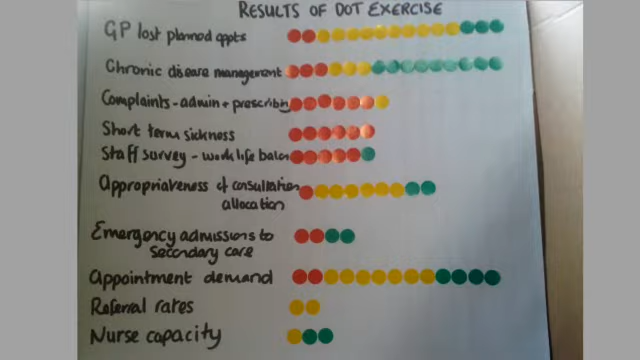 RESULTS OF DOT EXERCISE
GP lost planned appts
Chronic disease management
Complaints - admin + prescribing
Short term sickness
Staff survey - work life balan
Appropriateness of consultation
allocation
Emergency admissions to
secondary care
Appointment demand
Referral rates
Nurse capacity